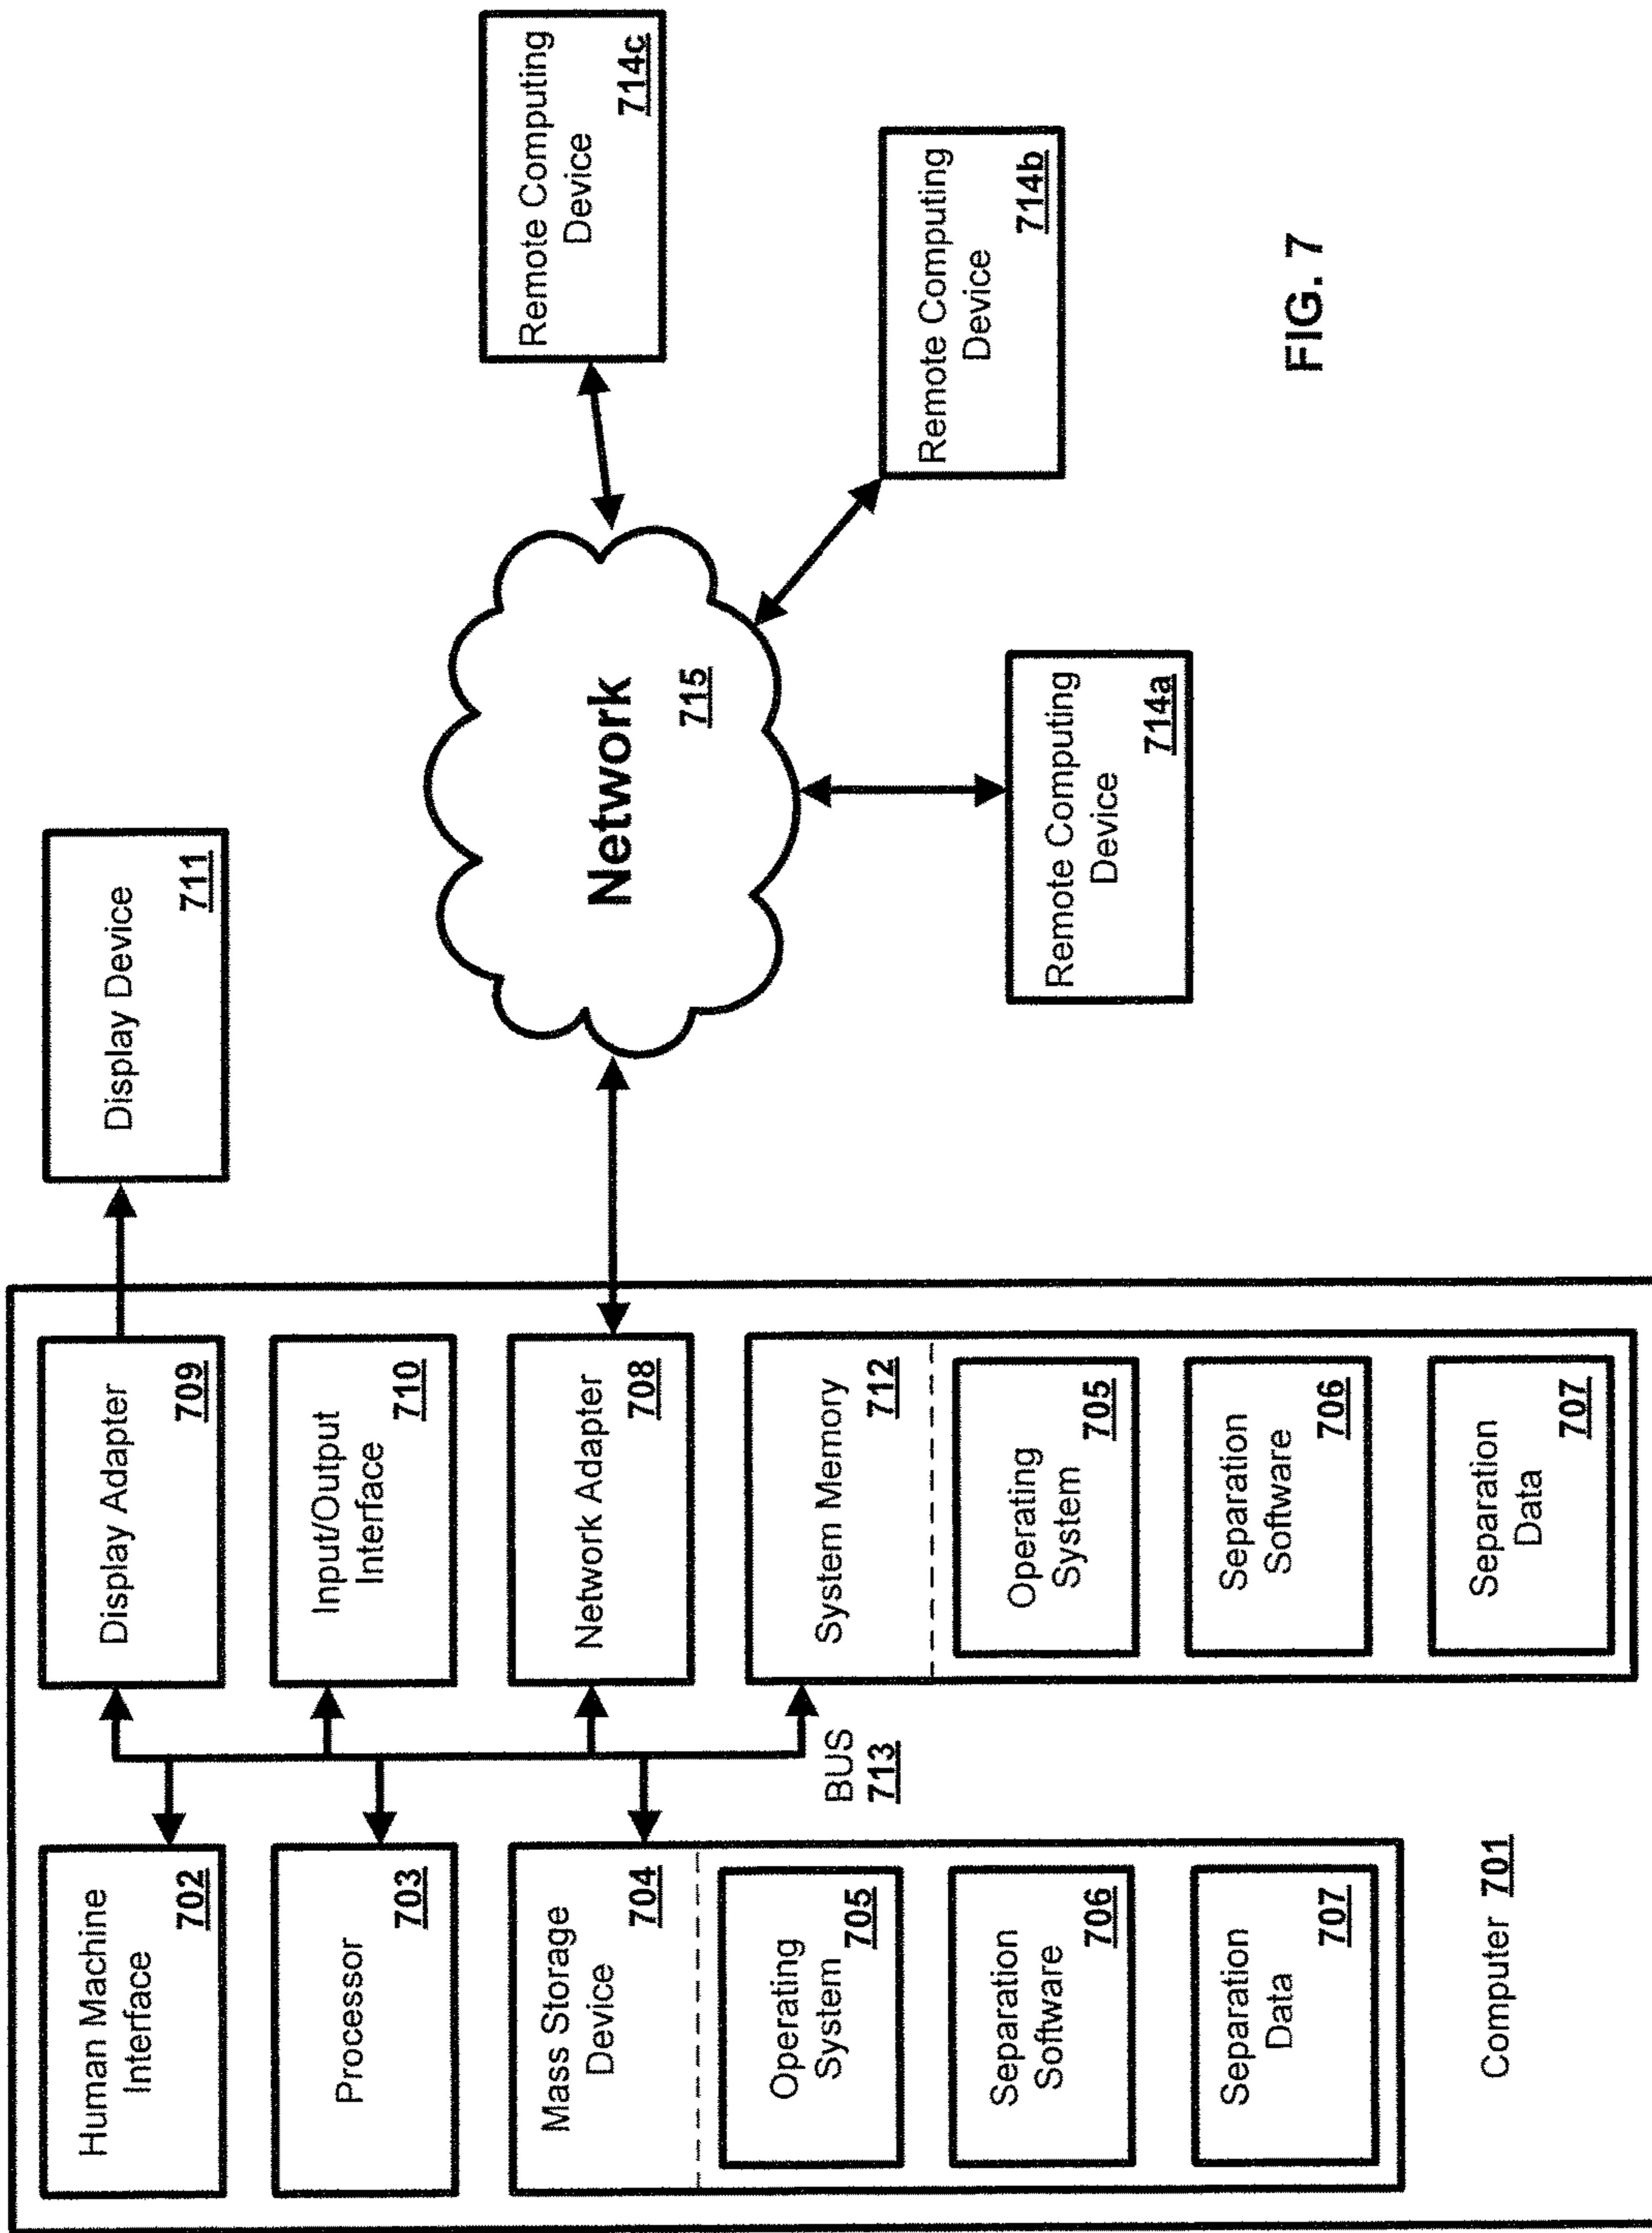 Human Machine
Interface
702
Processor
703
Mass Storage
Device
704
Operating
System
705
Separation
Software
706
Separation
Data
707
Computer 701
BUS
713
Display Adapter
709
Input/Output
Interface
710
Network Adapter
708
System Memory
712
Operating
System
705
Separation
Software
706
Separation
Data
707
Display Device
711
Network
715
Remote Computing
Device
714a
Remote Computing
Device
714b
Remote Computing
Device
714c
FIG. 7